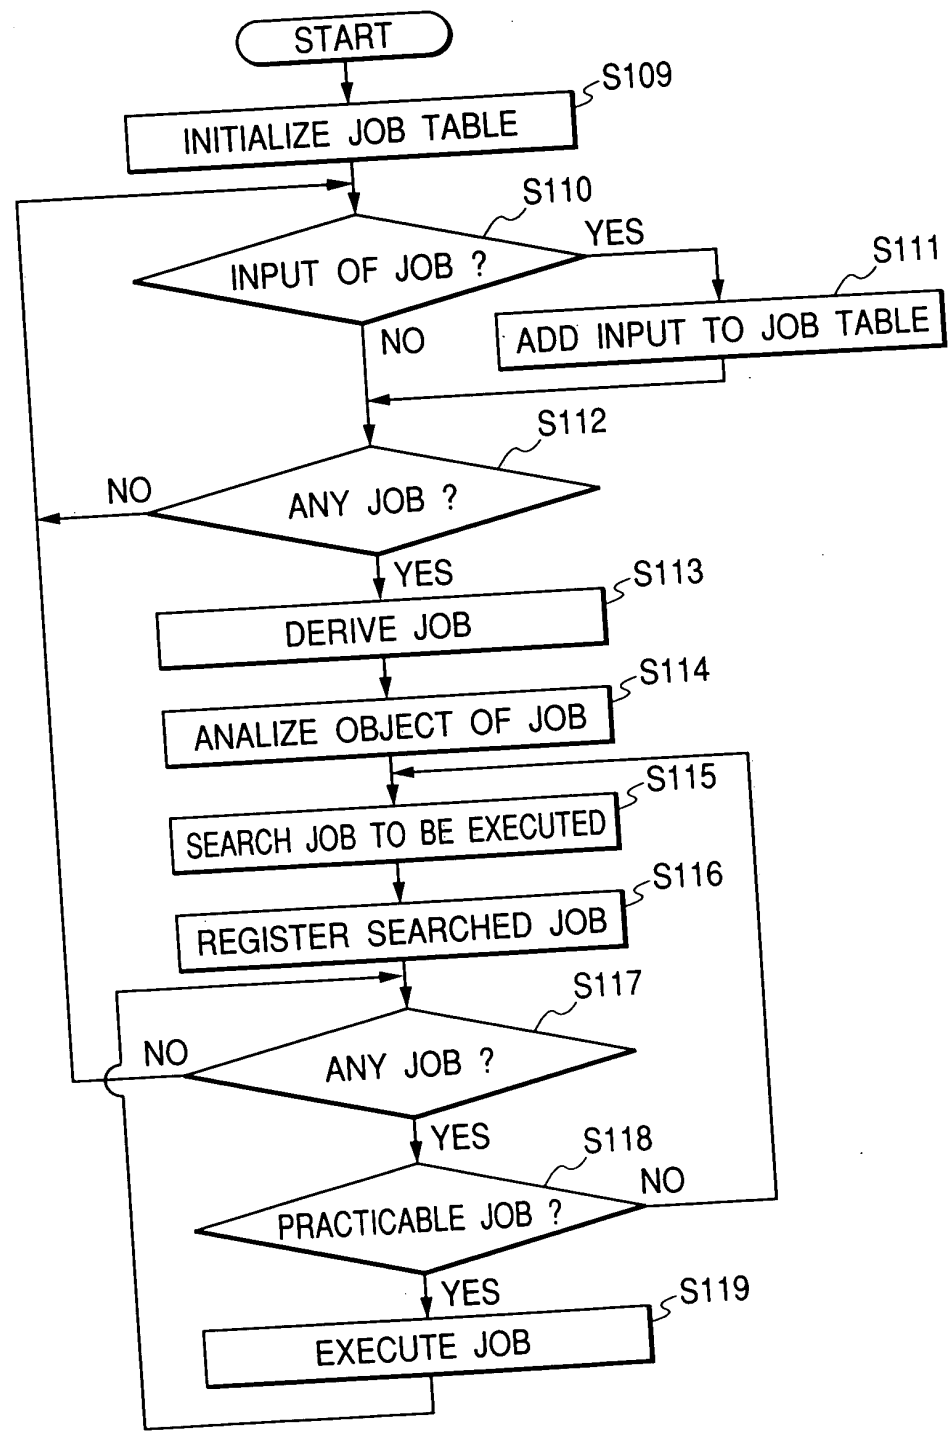 START
S109
INITIALIZE JOB TABLE
S110
YES
INPUT OF JOB ?
S111
ADD INPUT TO JOB TABLE
NO
S112
NO
ANY JOB ?
YES
S113
DERIVE JOB
S114
ANALIZE OBJECT OF JOB
S115
SEARCH JOB TO BE EXECUTED
S116
REGISTER SEARCHED JOB
S117
NO
ANY JOB ?
YES
S118
NO
PRACTICABLE JOB ?
YES
S119
EXECUTE JOB